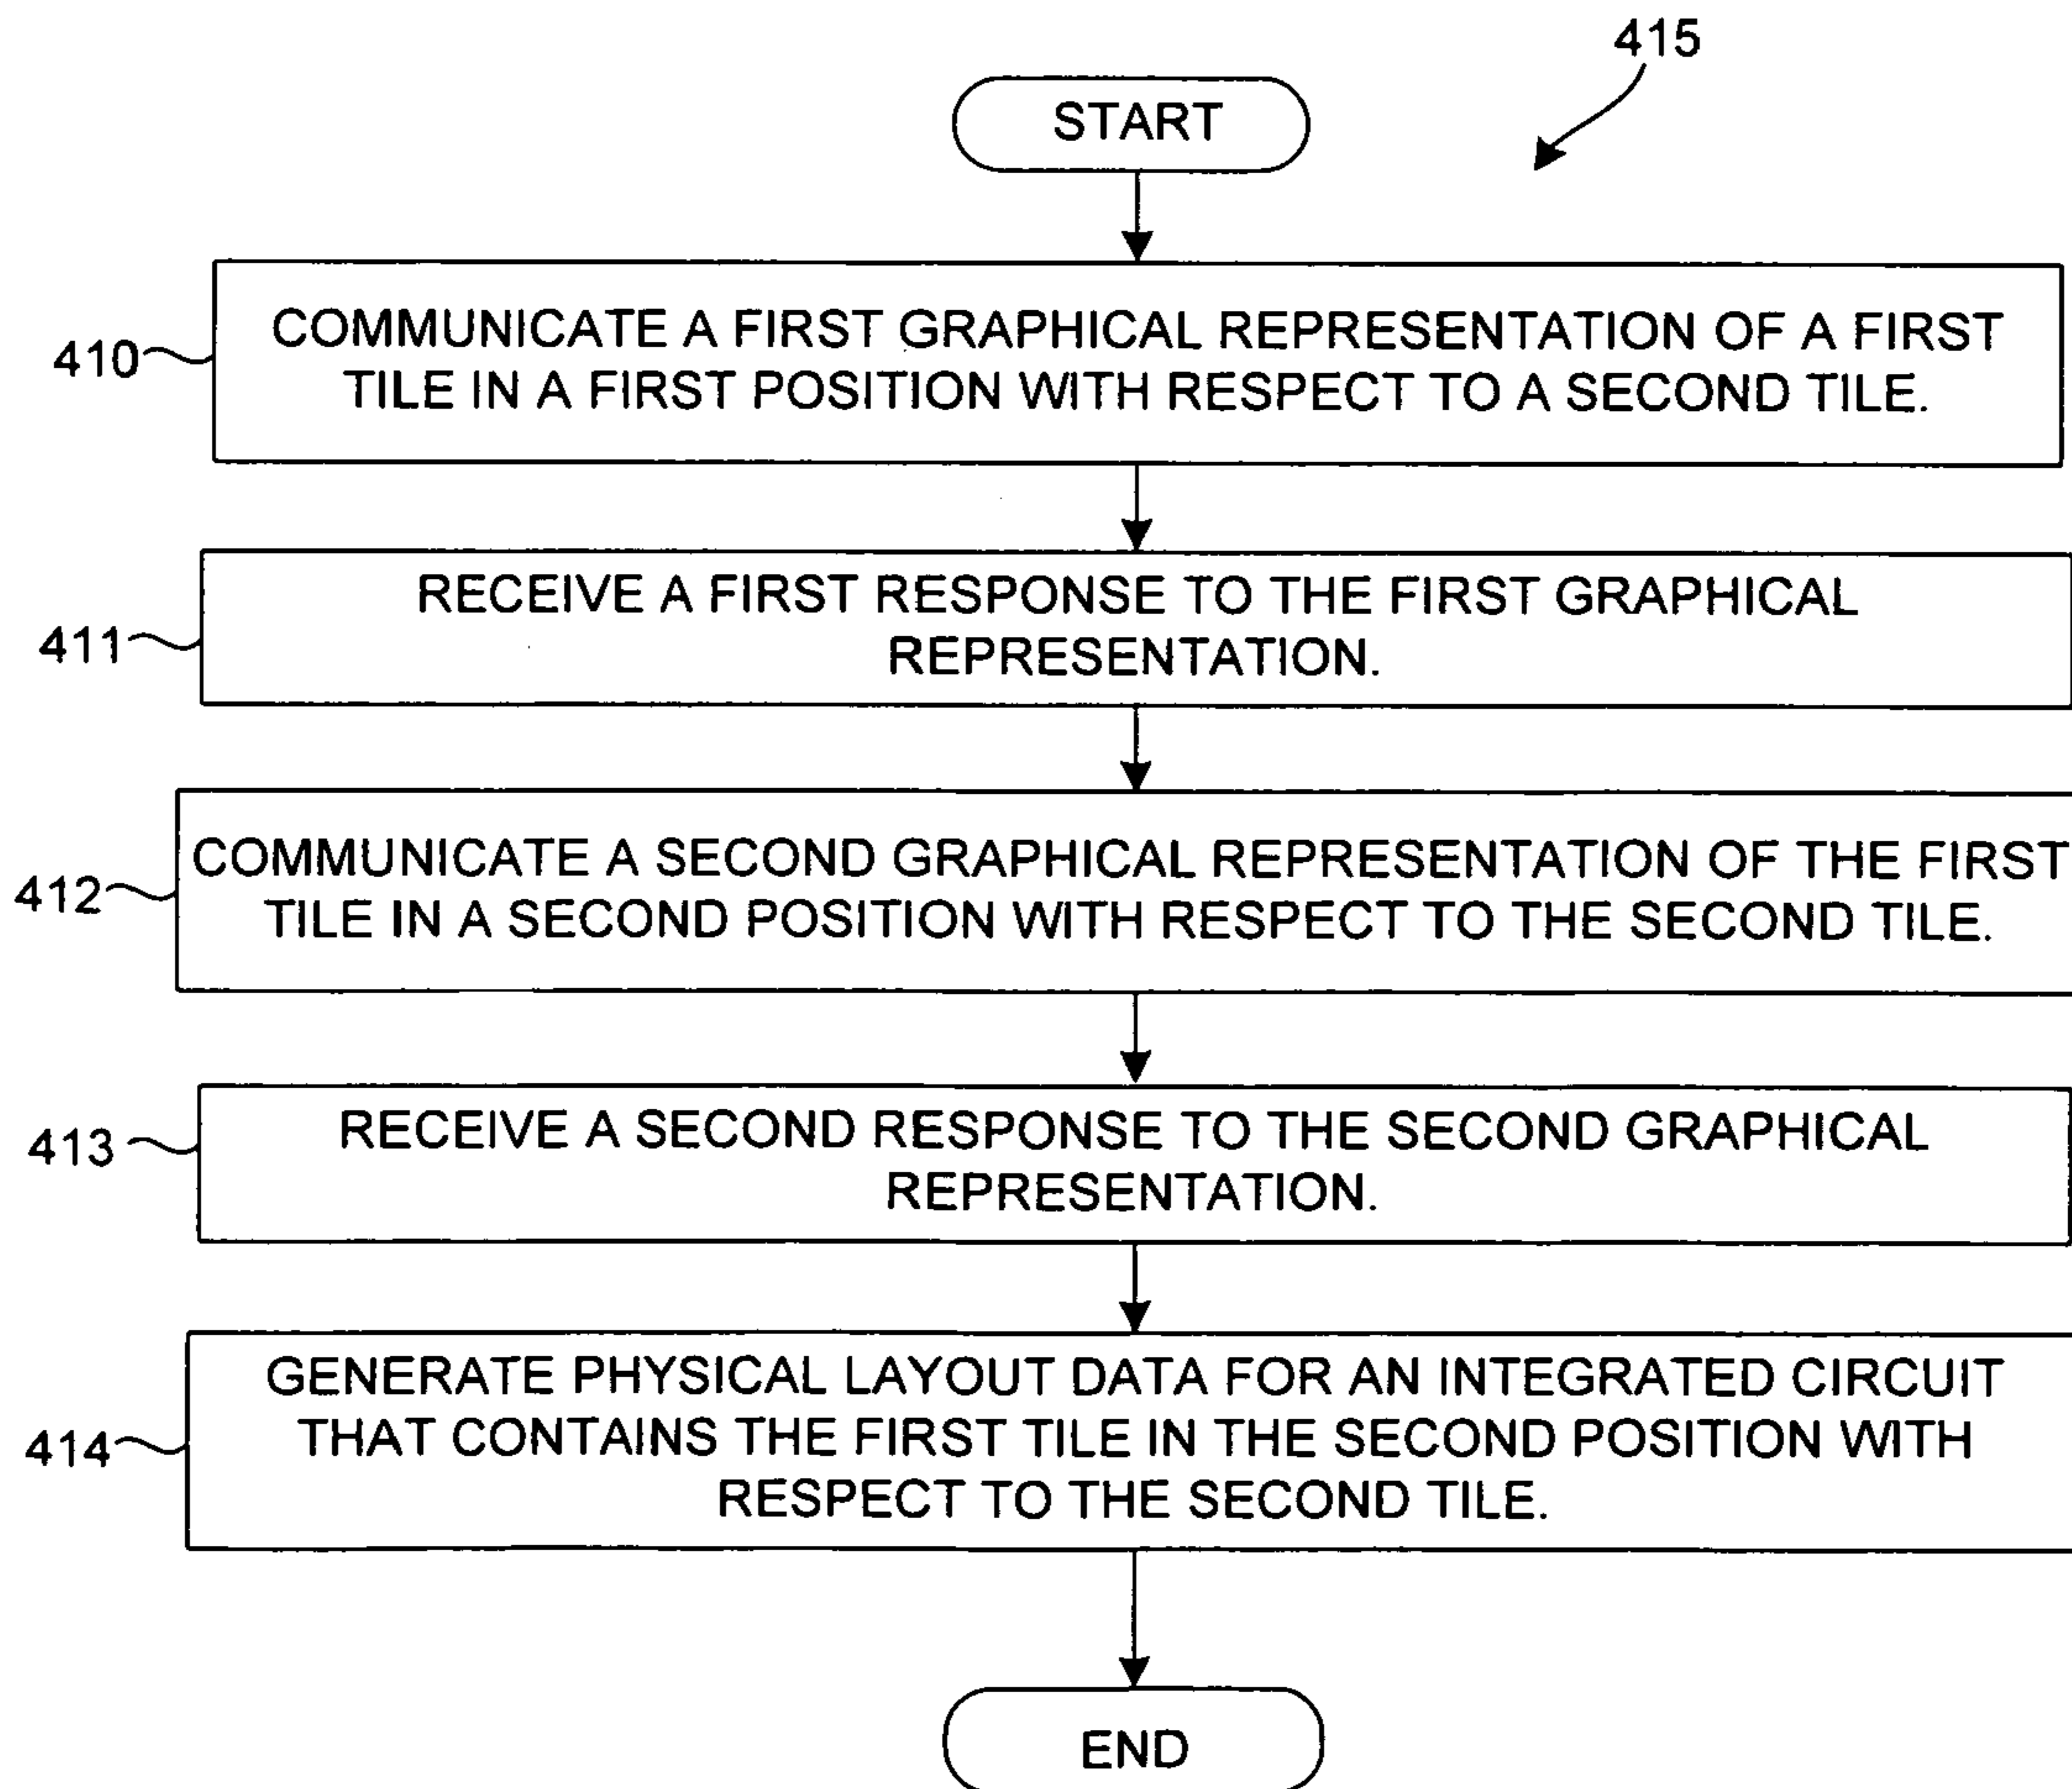 415
START
410
COMMUNICATE A FIRST GRAPHICAL REPRESENTATION OF A FIRST
TILE IN A FIRST POSITION WITH RESPECT TO A SECOND TILE.
411
RECEIVE A FIRST RESPONSE TO THE FIRST GRAPHICAL
REPRESENTATION.
412
COMMUNICATE A SECOND GRAPHICAL REPRESENTATION OF THE FIRST
TILE IN A SECOND POSITION WITH RESPECT TO THE SECOND TILE.
413
RECEIVE A SECOND RESPONSE TO THE SECOND GRAPHICAL
REPRESENTATION.
414
GENERATE PHYSICAL LAYOUT DATA FOR AN INTEGRATED CIRCUIT
THAT CONTAINS THE FIRST TILE IN THE SECOND POSITION WITH
RESPECT TO THE SECOND TILE.
END